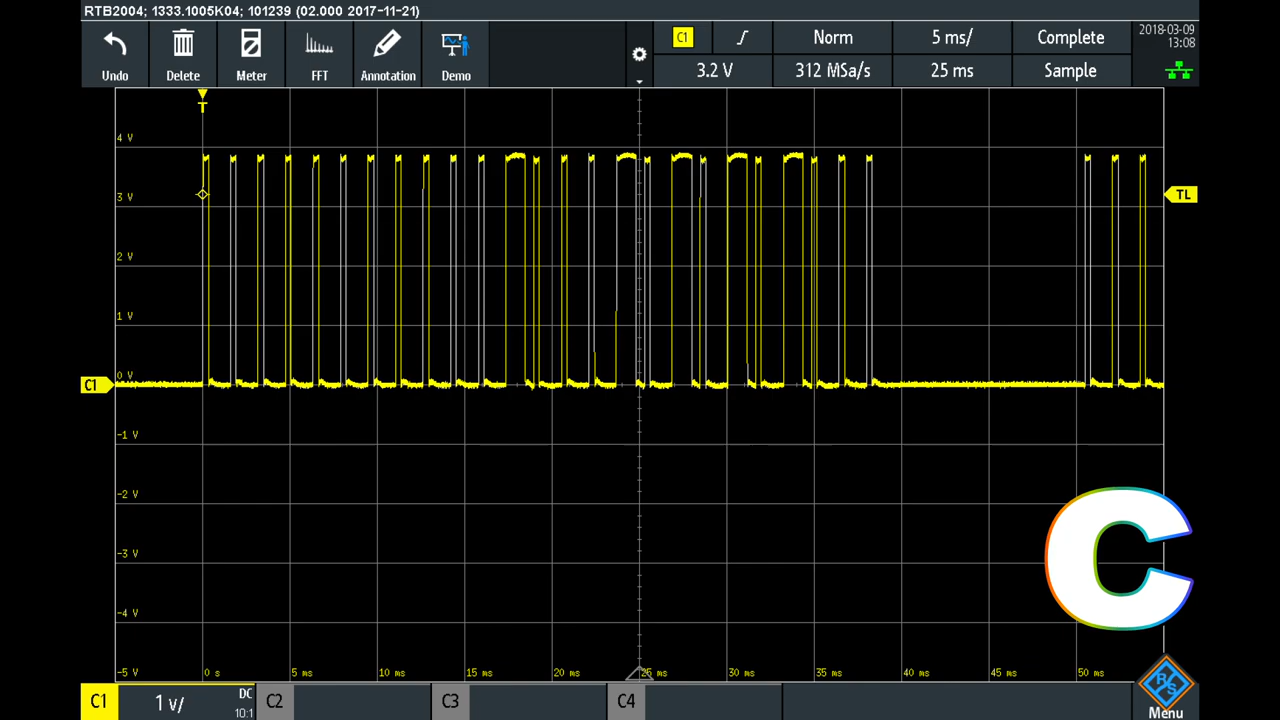 RTB2004; 1333.1005K04; 101239 (02.000 2017-11-21)
Undo Delete Meter FFT Annotation Demo
C1 Norm 5 ms/ Complete
3.2 V 312 MSa/s 25 ms Sample
2018-03-09
13:08
T
4 V
3 V
TL
2 V
1 V
0 V
C1
-1 V
-2 V
-3 V
C
-4 V
-5 V
0 s 5 ms 10 ms 15 ms 20 ms 26 ms 30 ms 35 ms 40 ms 45 ms 50 ms
C1 1 V/ DC 10:1 C2 C3 C4
R/S
Menu